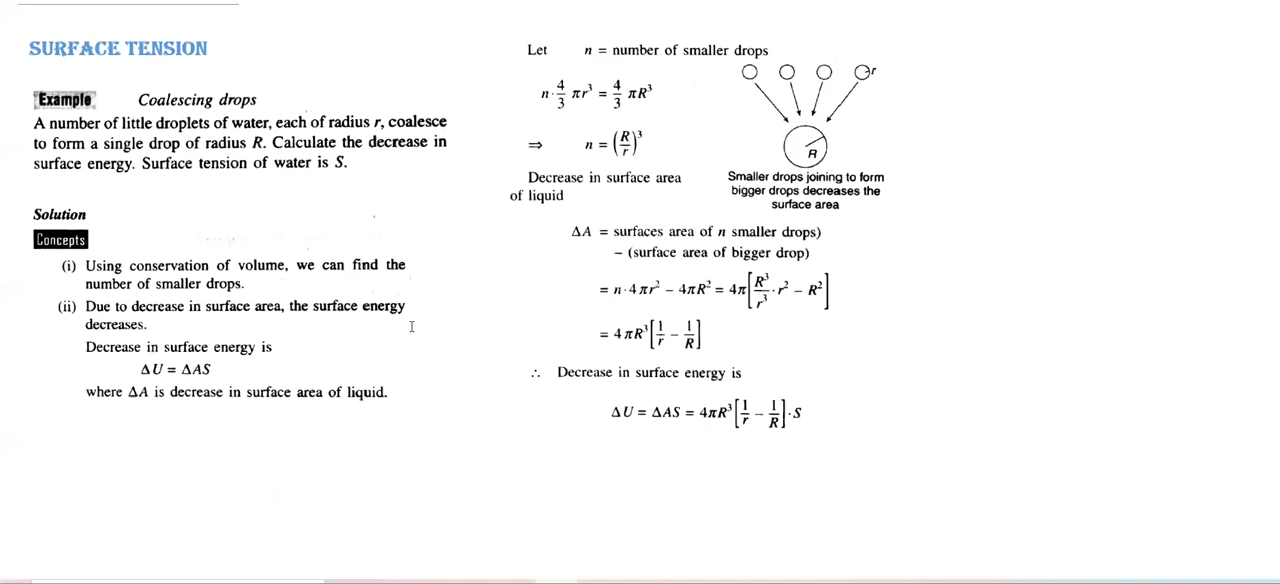 SURFACE TENSION
Example Coalescing drops
A number of little droplets of water, each of radius r, coalesce
to form a single drop of radius R. Calculate the decrease in
surface energy. Surface tension of water is S.
Solution
Concepts
(i) Using conservation of volume, we can find the
number of smaller drops.
(ii) Due to decrease in surface area, the surface energy
decreases.
Decrease in surface energy is
ΔU = ΔAS
where ΔA is decrease in surface area of liquid.
Let n = number of smaller drops
n · 4/3 πr³ = 4/3 πR³
⇒ n = (R/r)³
Decrease in surface area
of liquid
r
R
Smaller drops joining to form
bigger drops decreases the
surface area
ΔA = surfaces area of n smaller drops)
− (surface area of bigger drop)
= n · 4πr² − 4πR² = 4π[R³/r³ · r² − R²]
= 4πR³[1/r − 1/R]
∴ Decrease in surface energy is
ΔU = ΔAS = 4πR³[1/r − 1/R] · S